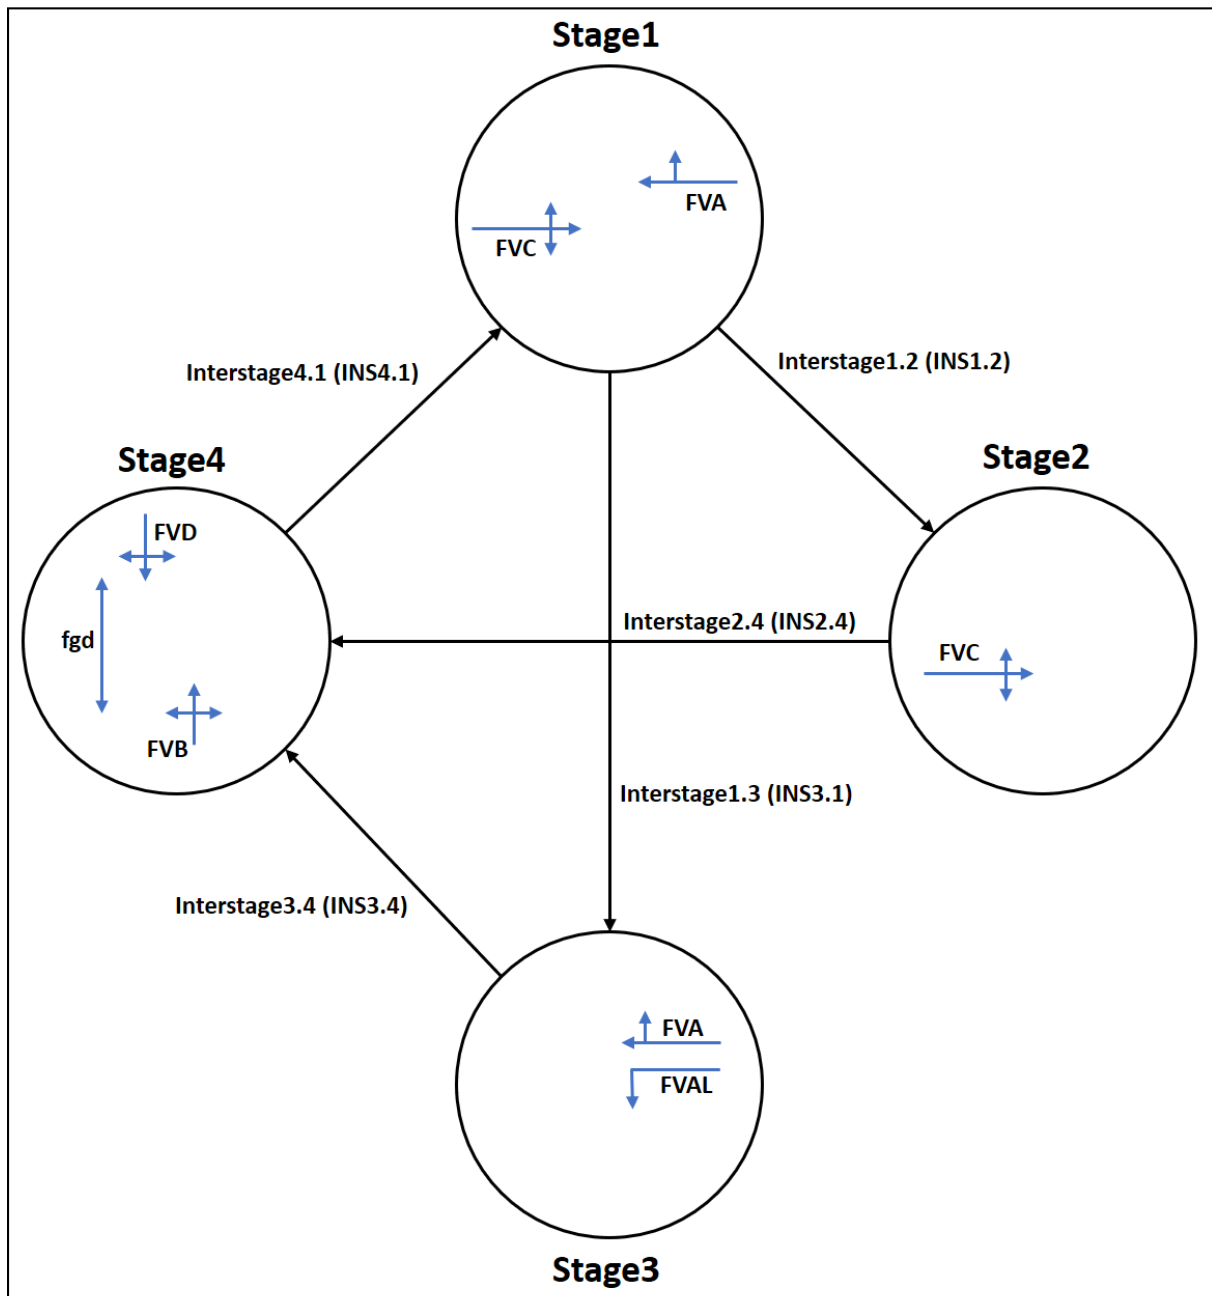 Stage1
FVA
FVC
Interstage4.1 (INS4.1)
Interstage1.2 (INS1.2)
Stage4
Stage2
FVD
fgd
FVB
Interstage2.4 (INS2.4)
FVC
Interstage1.3 (INS3.1)
Interstage3.4 (INS3.4)
FVA
FVAL
Stage3